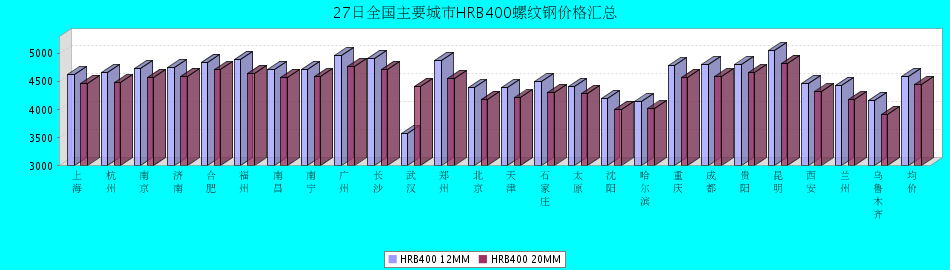 27日全国主要城市HRB400螺纹钢价格汇总
5000
4500
4000
3500
3000
上海
杭州
南京
济南
合肥
福州
南昌
南宁
广州
长沙
武汉
郑州
北京
天津
石家庄
太原
沈阳
哈尔滨
重庆
成都
贵阳
昆明
西安
兰州
乌鲁木齐
均价
HRB400 12MM
HRB400 20MM